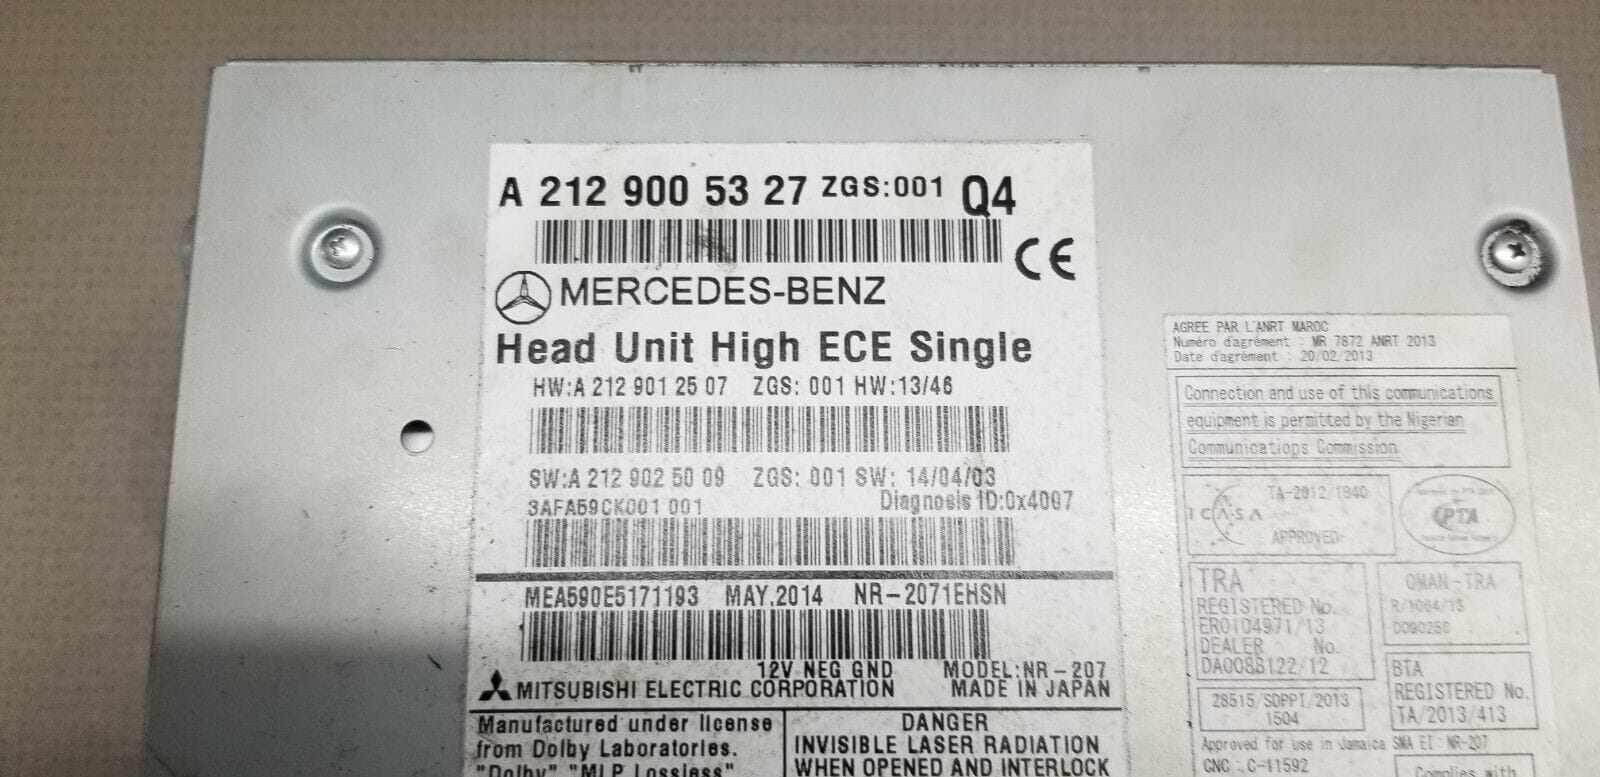 A 212 900 53 27 ZGS:001 Q4
CE
MERCEDES-BENZ
Head Unit High ECE Single
HW:A 212 901 25 07 ZGS: 001 HW:13/46
SW:A 212 902 50 09 ZGS: 001 SW: 14/04/03
3AFA59CK001 001 Diagnosis ID:0x4007
MEA590E5171193 MAY.2014 NR-2071EHSN
12V NEG GND MODEL:NR-207
MITSUBISHI ELECTRIC CORPORATION MADE IN JAPAN
Manufactured under license
from Dolby Laboratories.
"Dolby" "MLP Lossless"
DANGER
INVISIBLE LASER RADIATION
WHEN OPENED AND INTERLOCK
AGREE PAR L'ANRT MAROC
Numéro d'agrément : MR 7872 ANRT 2013
Date d'agrément : 20/02/2013
Connection and use of this communications
equipment is permitted by the Nigerian
Communications Commission
TA-2012/1840
ICASA
APPROVED
PTA
TRA
REGISTERED No.
ER0104971/13
DEALER No.
DA0088122/12
OMAN-TRA
R/1064/13
D090258
28515/SDPPI/2013
1504
BTA
REGISTERED No.
TA/2013/413
Approved for use in Jamaica SMA EI: NR-207
CNC: C-11592
Complies with